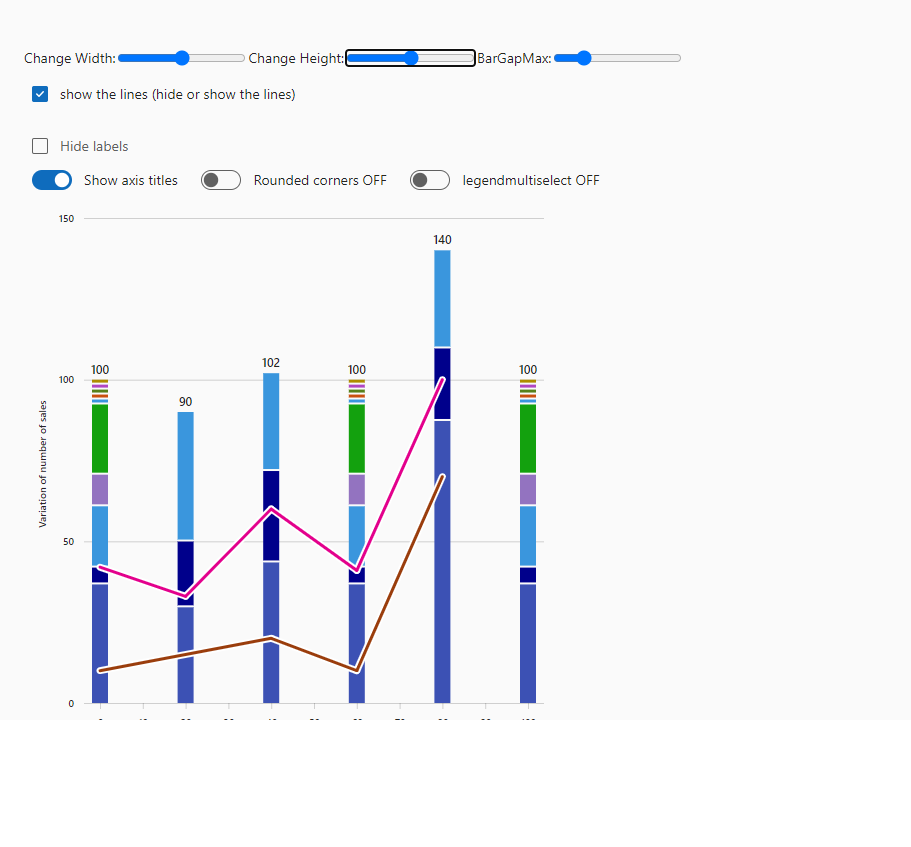 Change Width: Change Height: BarGapMax:
show the lines (hide or show the lines)
Hide labels
Show axis titles Rounded corners OFF legendmultiselect OFF
150
140
102
100 100 100
100
90
Variation of number of sales
50
0